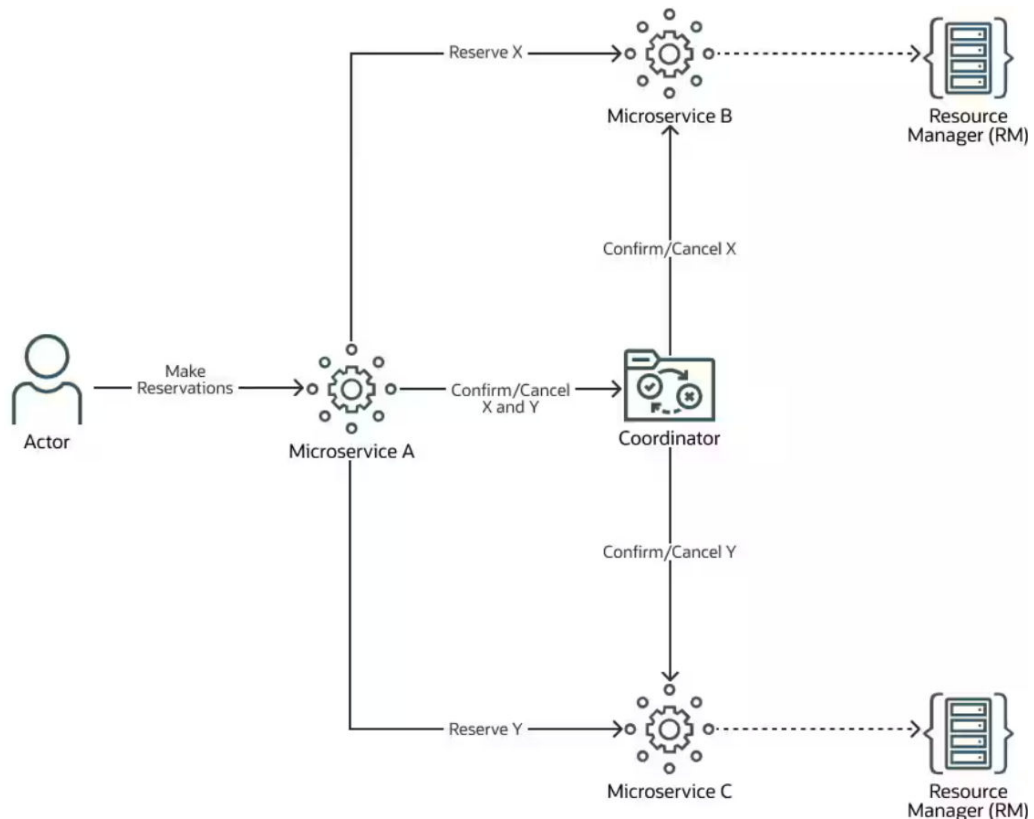 Reserve X
Microservice B
Resource
Manager (RM)
Confirm/Cancel X
Make
Reservations
Actor
Microservice A
Confirm/Cancel
X and Y
Coordinator
Confirm/Cancel Y
Reserve Y
Microservice C
Resource
Manager (RM)